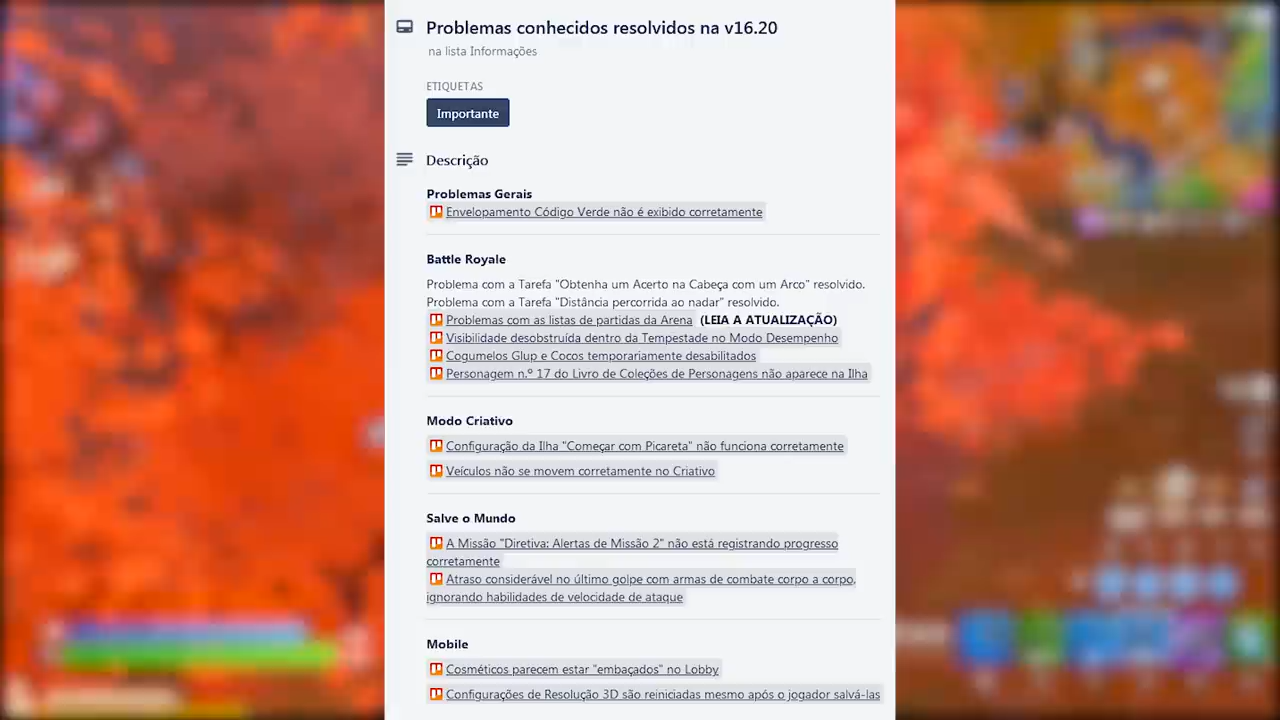 Problemas conhecidos resolvidos na v16.20
na lista Informações
ETIQUETAS
Importante
Descrição
Problemas Gerais
Envelopamento Código Verde não é exibido corretamente
Battle Royale
Problema com a Tarefa "Obtenha um Acerto na Cabeça com um Arco" resolvido.
Problema com a Tarefa "Distância percorrida ao nadar" resolvido.
Problemas com as listas de partidas da Arena (LEIA A ATUALIZAÇÃO)
Visibilidade desobstruída dentro da Tempestade no Modo Desempenho
Cogumelos Glup e Cocos temporariamente desabilitados
Personagem n.º 17 do Livro de Coleções de Personagens não aparece na Ilha
Modo Criativo
Configuração da Ilha "Começar com Picareta" não funciona corretamente
Veículos não se movem corretamente no Criativo
Salve o Mundo
A Missão "Diretiva: Alertas de Missão 2" não está registrando progresso
corretamente
Atraso considerável no último golpe com armas de combate corpo a corpo,
ignorando habilidades de velocidade de ataque
Mobile
Cosméticos parecem estar "embaçados" no Lobby
Configurações de Resolução 3D são reiniciadas mesmo após o jogador salvá-las